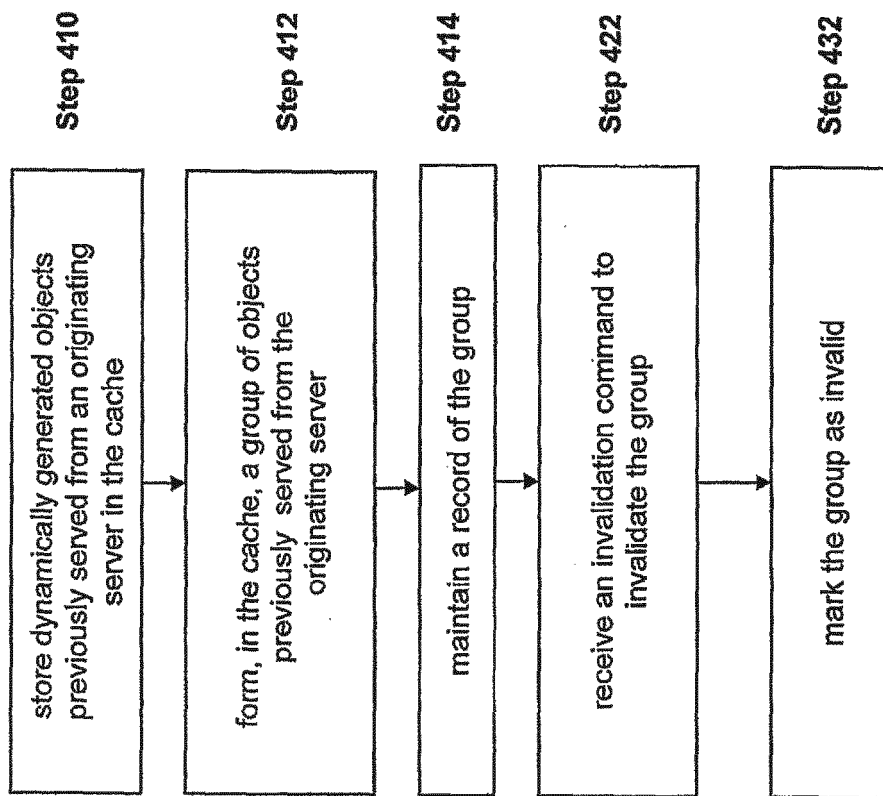 store dynamically generated objects
previously served from an originating
server in the cache
Step 410
form, in the cache, a group of objects
previously served from the
originating server
Step 412
maintain a record of the group
Step 414
receive an invalidation command to
invalidate the group
Step 422
mark the group as invalid
Step 432